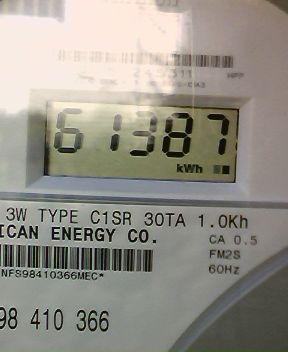 61387
kWh
3W TYPE C1SR 30TA 1.0Kh
ICAN ENERGY CO.
CA 0.5
FM2S
60Hz
NFS98410366MEC*
98 410 366